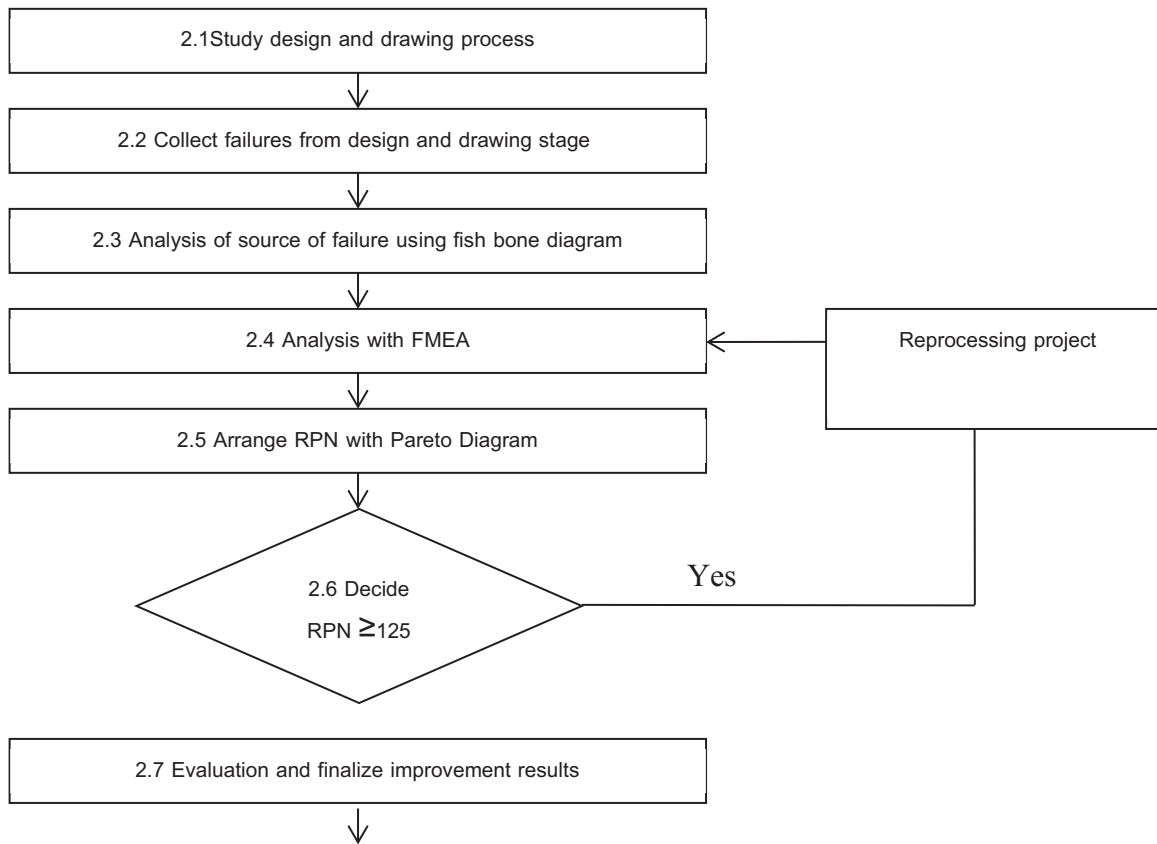 2.1Study design and drawing process
2.2 Collect failures from design and drawing stage
2.3 Analysis of source of failure using fish bone diagram
2.4 Analysis with FMEA
Reprocessing project
2.5 Arrange RPN with Pareto Diagram
Yes
2.6 Decide
RPN ≥125
2.7 Evaluation and finalize improvement results